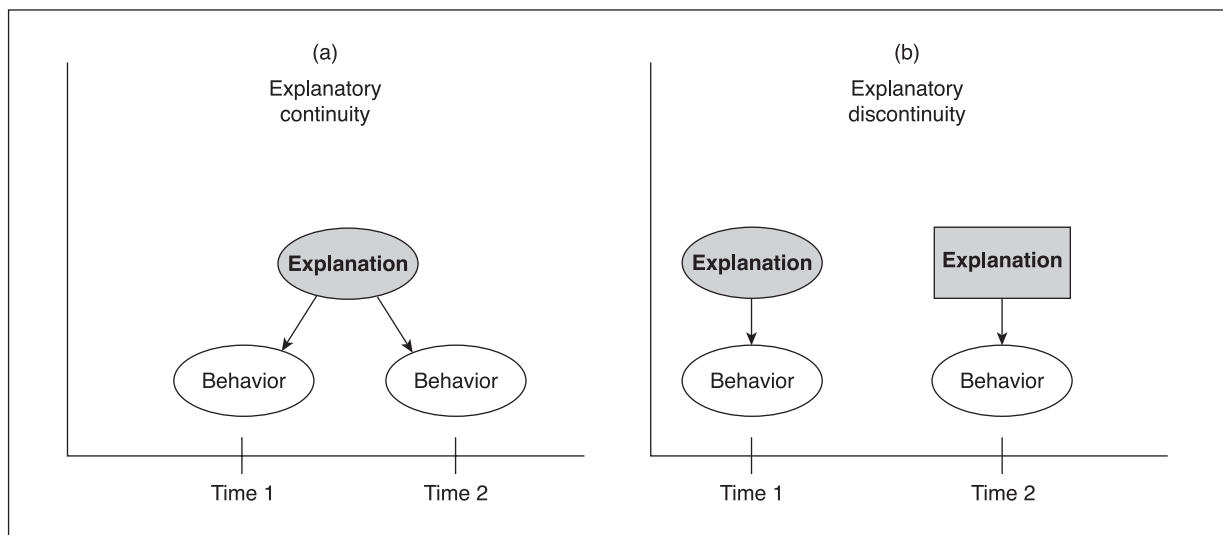 (a)
Explanatory
continuity
Explanation
Behavior
Behavior
Time 1
Time 2
(b)
Explanatory
discontinuity
Explanation
Explanation
Behavior
Behavior
Time 1
Time 2